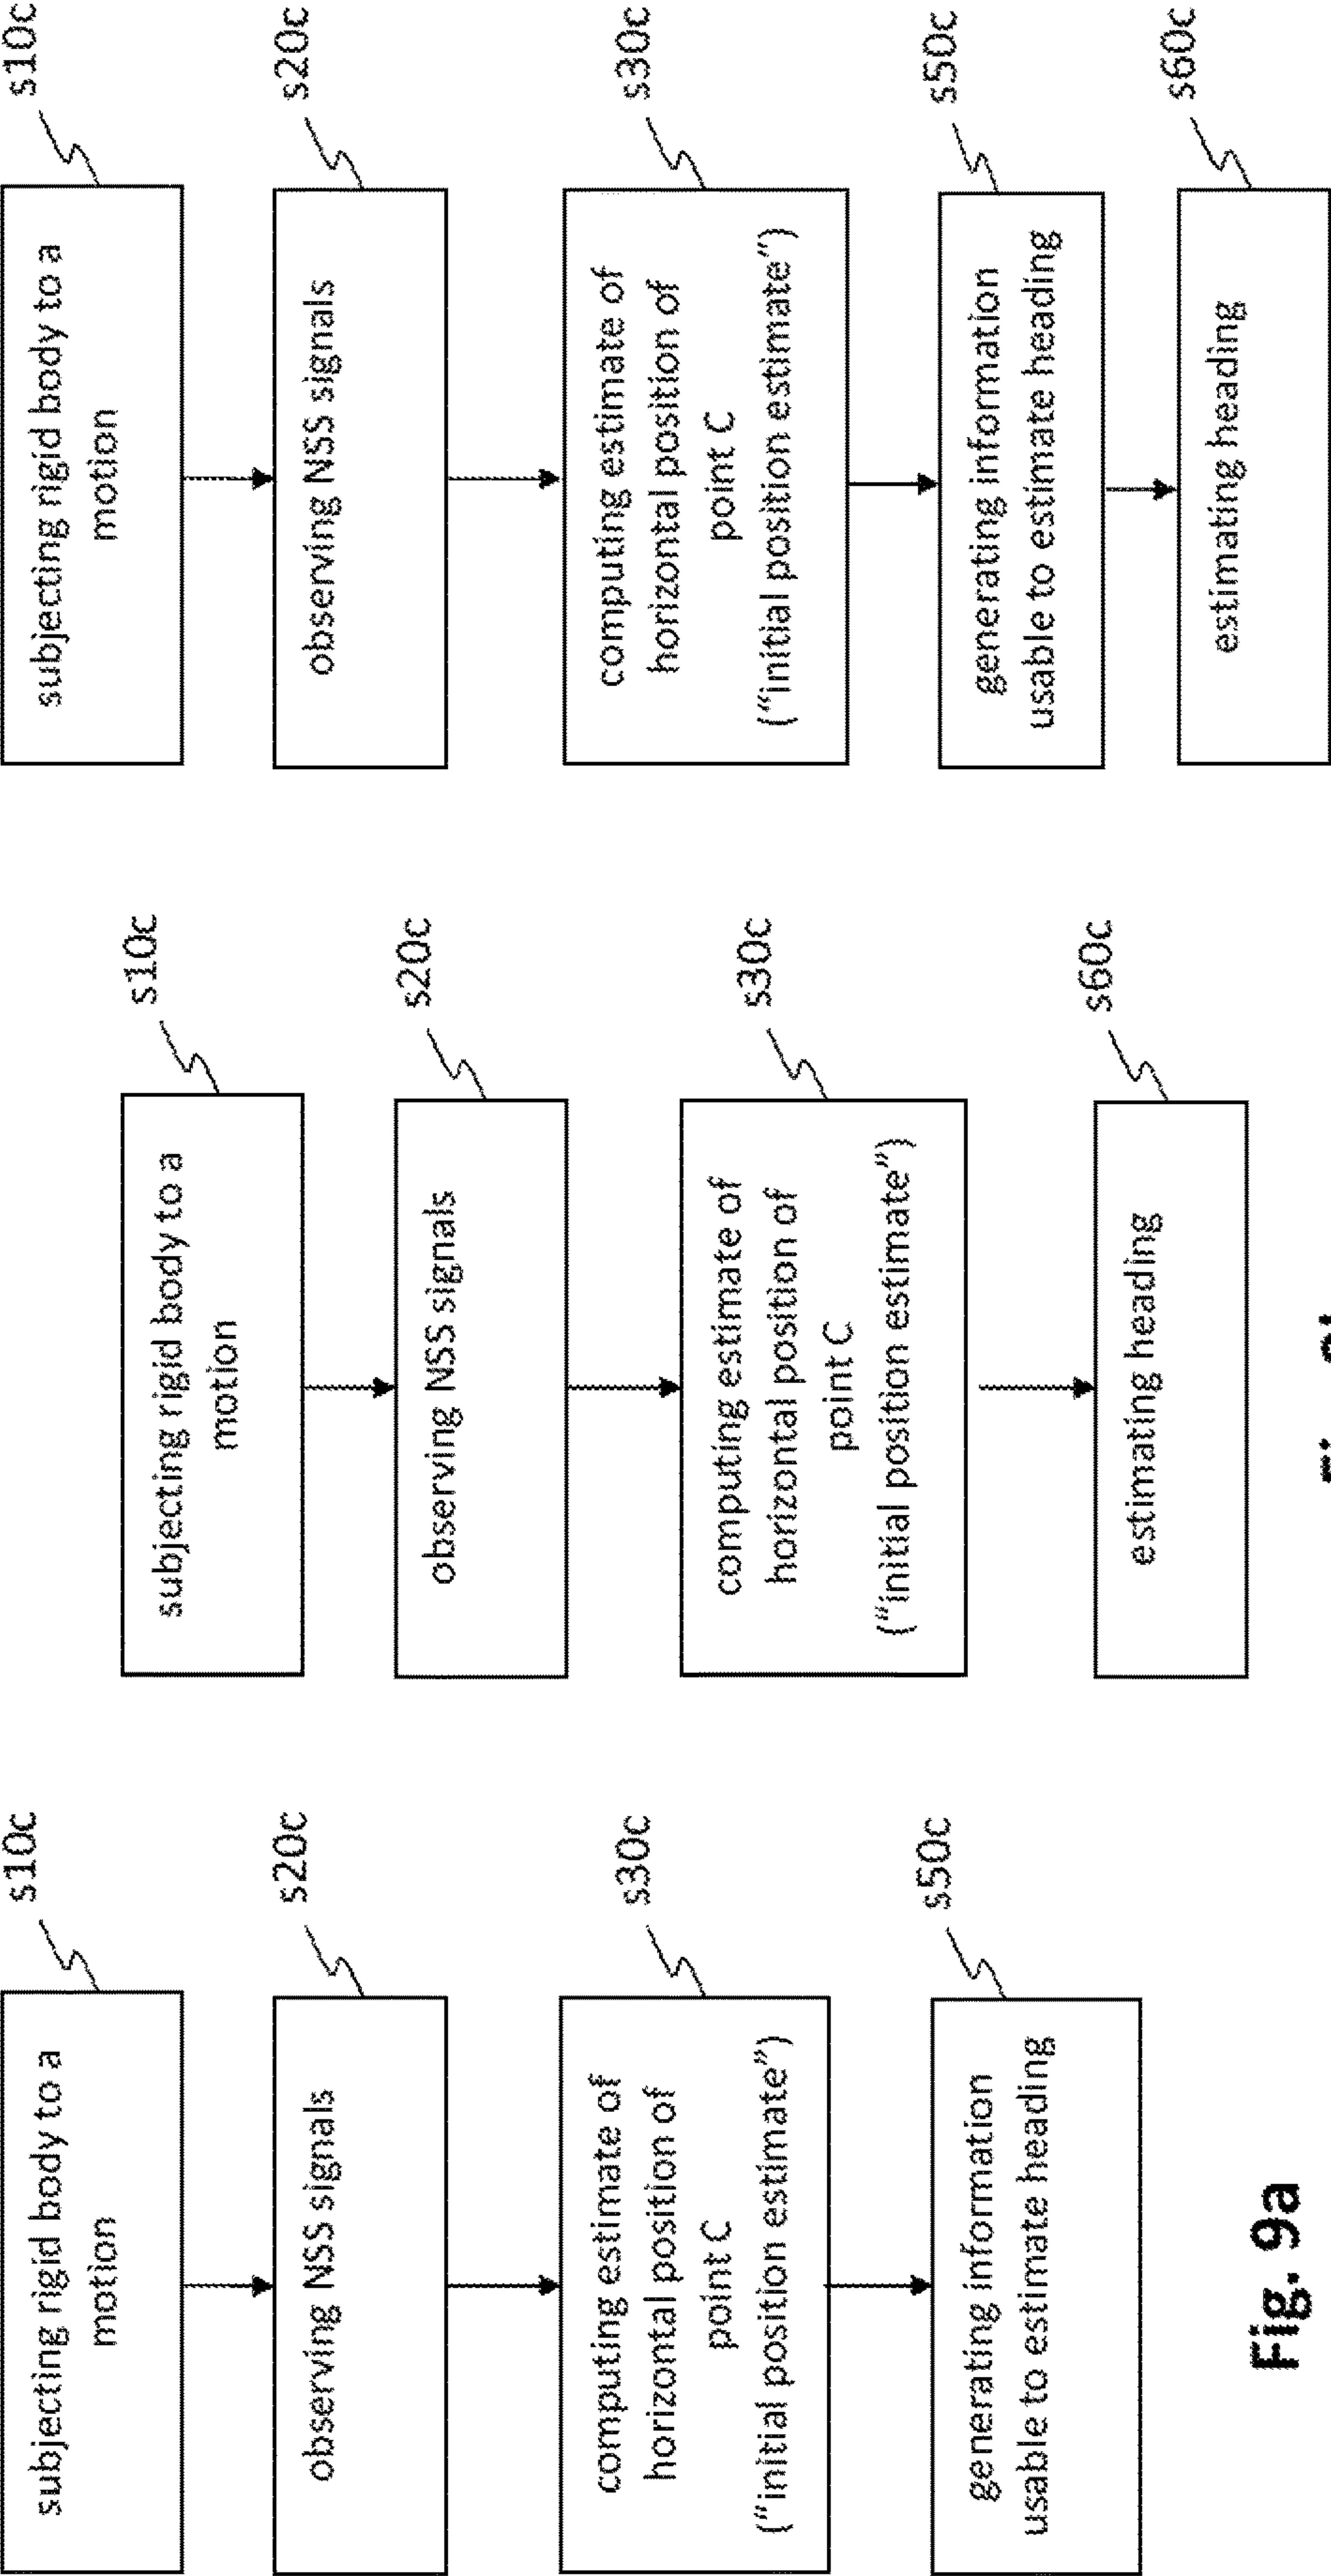 s10c
subjecting rigid body to a
motion
s20c
observing NSS signals
s30c
computing estimate of
horizontal position of
point C
("initial position estimate")
s50c
generating information
usable to estimate heading
Fig. 9a
s10c
subjecting rigid body to a
motion
s20c
observing NSS signals
s30c
computing estimate of
horizontal position of
point C
("initial position estimate")
s60c
estimating heading
s10c
subjecting rigid body to a
motion
s20c
observing NSS signals
s30c
computing estimate of
horizontal position of
point C
("initial position estimate")
s50c
generating information
usable to estimate heading
s60c
estimating heading